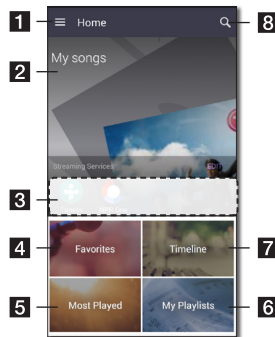 1
Home
8
2
My songs
Streaming Services
EDIT
3
4
Favorites
Timeline
7
5
Most Played
My Playlists
6